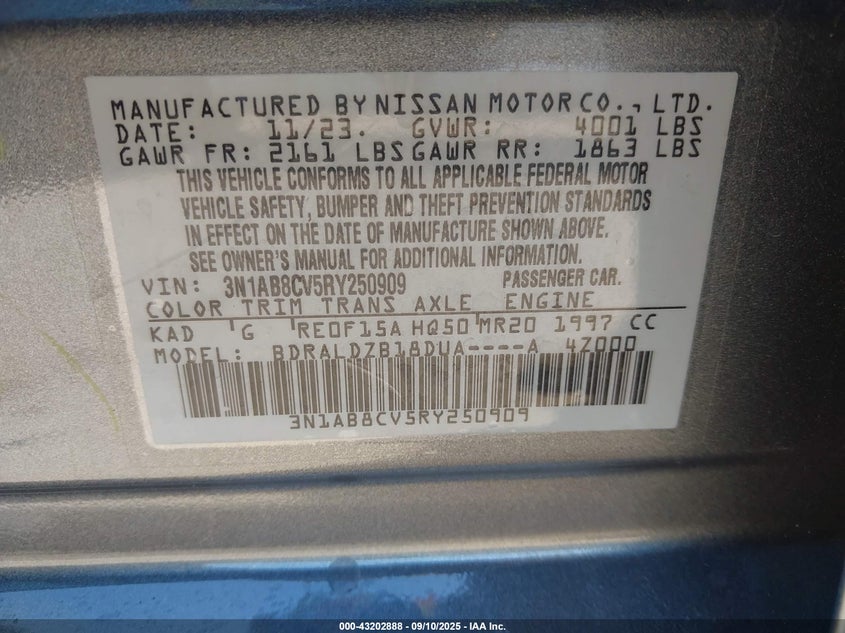 MANUFACTURED BY NISSAN MOTOR CO., LTD.
DATE: 11/23. GVWR: 4001 LBS
GAWR FR: 2161 LBS GAWR RR: 1863 LBS
THIS VEHICLE CONFORMS TO ALL APPLICABLE FEDERAL MOTOR
VEHICLE SAFETY, BUMPER AND THEFT PREVENTION STANDARDS
IN EFFECT ON THE DATE OF MANUFACTURE SHOWN ABOVE.
SEE OWNER'S MANUAL FOR ADDITIONAL INFORMATION.
VIN: 3N1AB8CV5RY250909 PASSENGER CAR.
COLOR TRIM TRANS AXLE ENGINE
KAD G RE0F15A HQ50 MR20 1997 CC
MODEL: BDRALDZB18DUA----A 4Z000
3N1AB8CV5RY250909
000-43202888 - 09/10/2025 - IAA Inc.